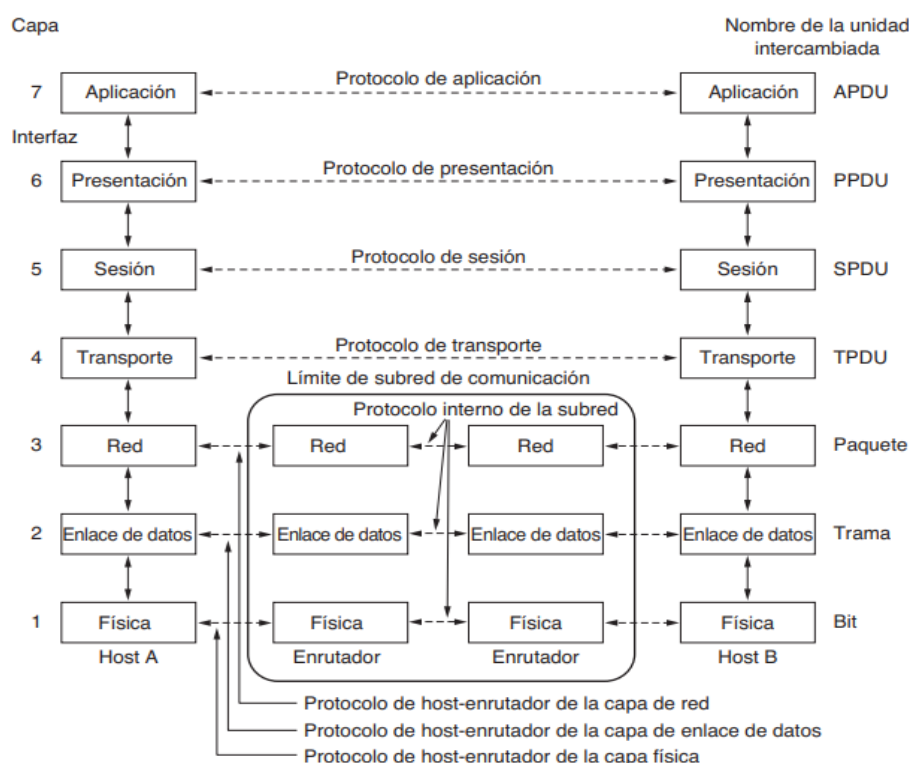 Capa
Nombre de la unidad
intercambiada
7 Aplicación Protocolo de aplicación Aplicación APDU
Interfaz
6 Presentación Protocolo de presentación Presentación PPDU
5 Sesión Protocolo de sesión Sesión SPDU
4 Transporte Protocolo de transporte Transporte TPDU
Límite de subred de comunicación
Protocolo interno de la subred
3 Red Red Red Red Paquete
2 Enlace de datos Enlace de datos Enlace de datos Enlace de datos Trama
1 Física Física Física Física Bit
Host A Enrutador Enrutador Host B
Protocolo de host-enrutador de la capa de red
Protocolo de host-enrutador de la capa de enlace de datos
Protocolo de host-enrutador de la capa física